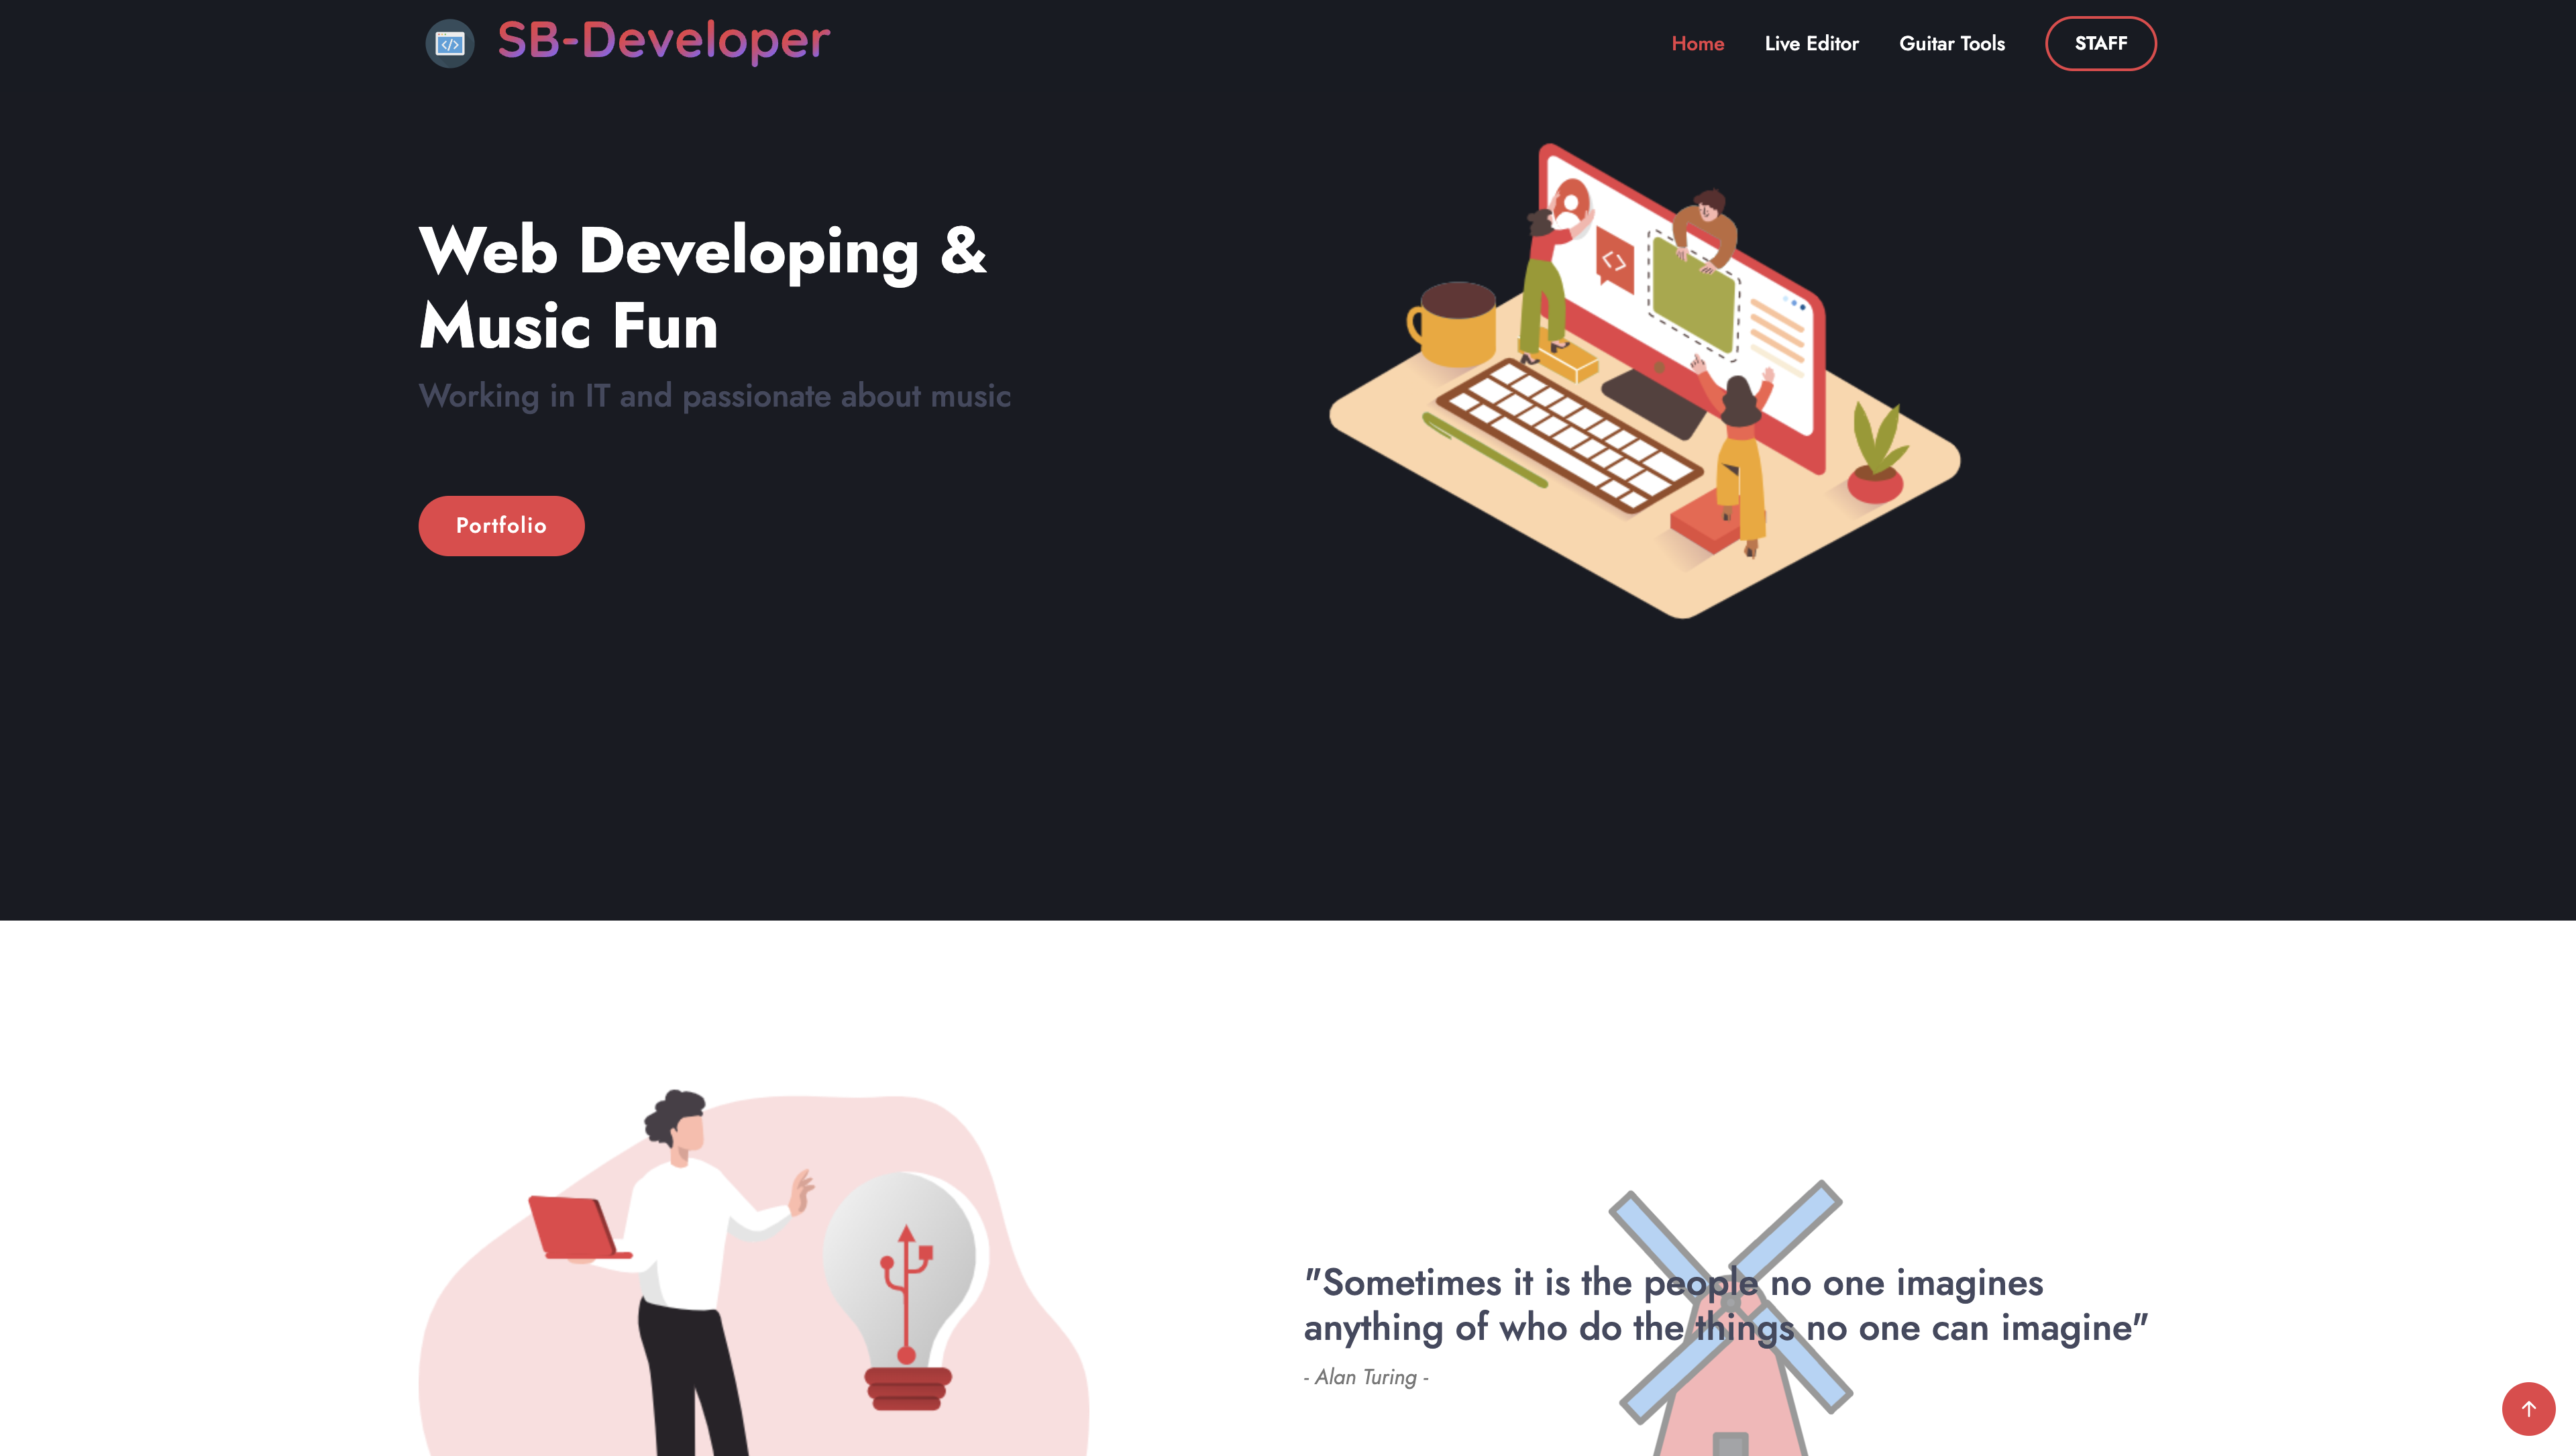 SB-Developer
Home
Live Editor
Guitar Tools
STAFF
Web Developing &
Music Fun
Working in IT and passionate about music
Portfolio
"Sometimes it is the people no one imagines
anything of who do the things no one can imagine"
- Alan Turing -